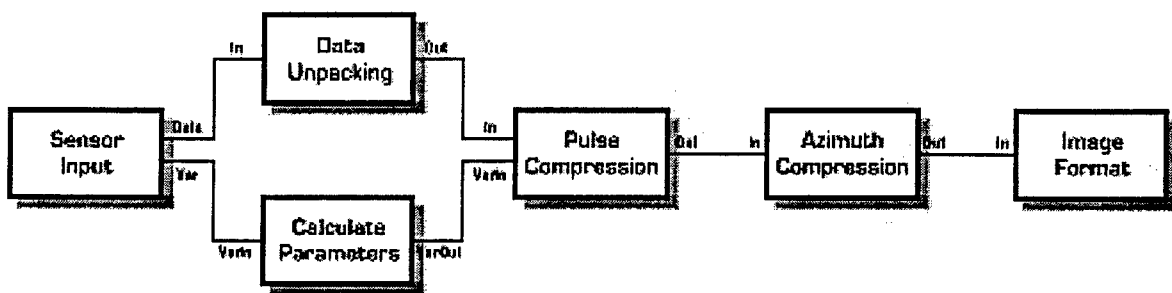 In
Data
Unpacking
Out
Sensor
Input
Data
Var
VarIn
Calculate
Parameters
VarOut
In
VarIn
Pulse
Compression
Out
In
Azimuth
Compression
Out
In
Image
Format